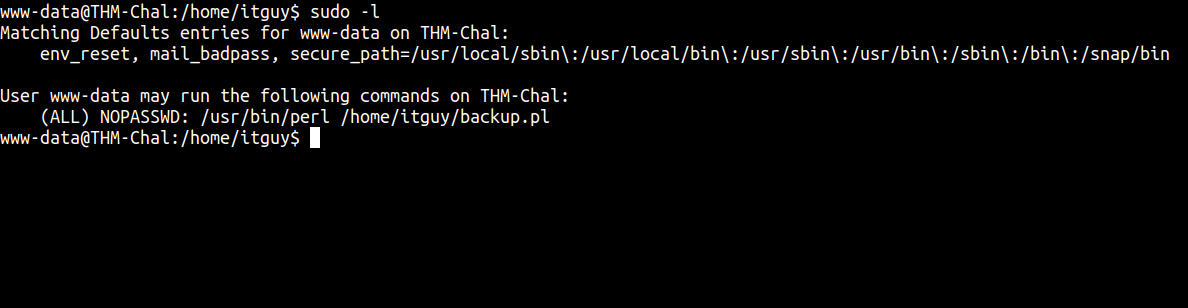 www-data@THM-Chal:/home/itguy$ sudo -l
Matching Defaults entries for www-data on THM-Chal:
    env_reset, mail_badpass, secure_path=/usr/local/sbin\:/usr/local/bin\:/usr/sbin\:/usr/bin\:/sbin\:/bin\:/snap/bin

User www-data may run the following commands on THM-Chal:
    (ALL) NOPASSWD: /usr/bin/perl /home/itguy/backup.pl
www-data@THM-Chal:/home/itguy$